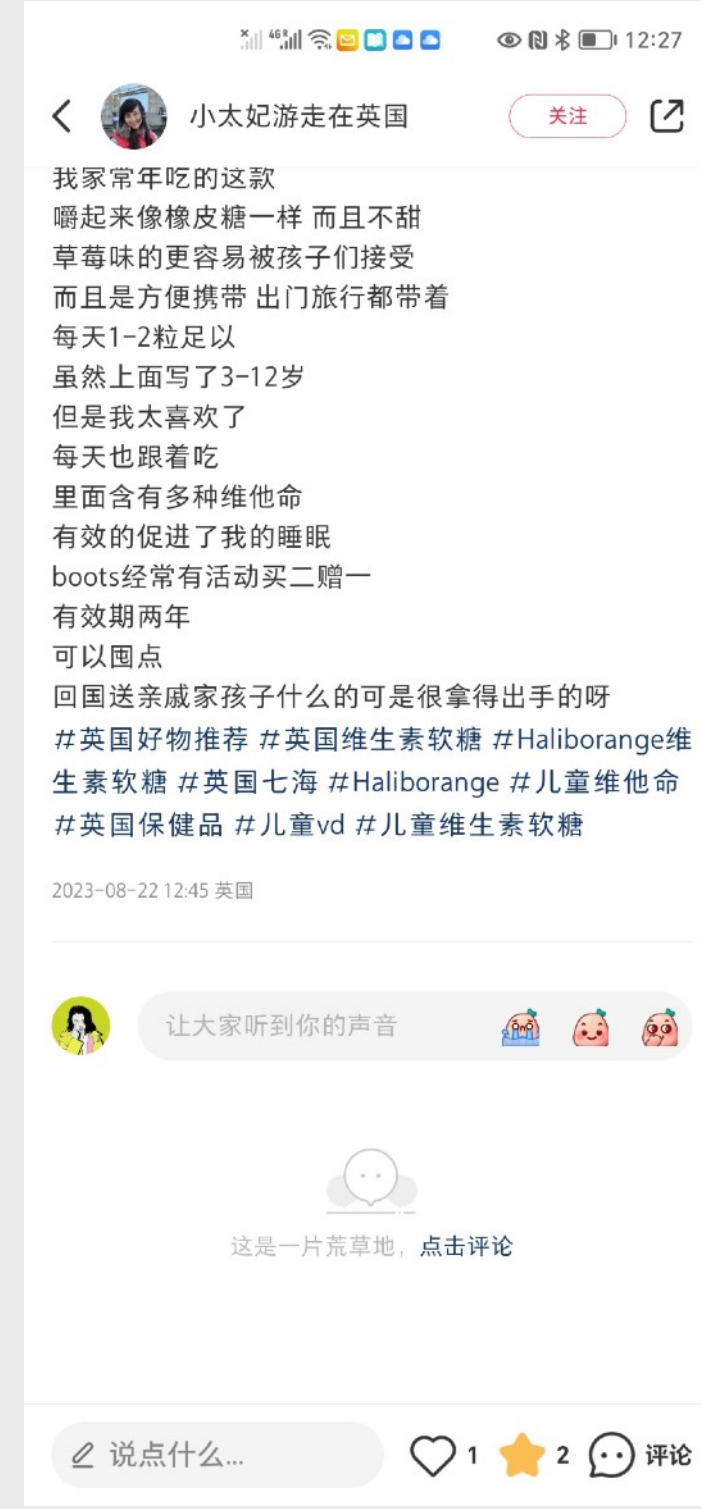 46
12:27
小太妃游走在英国
关注
我家常年吃的这款
嚼起来像橡皮糖一样 而且不甜
草莓味的更容易被孩子们接受
而且是方便携带 出门旅行都带着
每天1-2粒足以
虽然上面写了3-12岁
但是我太喜欢了
每天也跟着吃
里面含有多种维他命
有效的促进了我的睡眠
boots经常有活动买二赠一
有效期两年
可以囤点
回国送亲戚家孩子什么的可是很拿得出手的呀
#英国好物推荐 #英国维生素软糖 #Haliborange维
生素软糖 #英国七海 #Haliborange #儿童维他命
#英国保健品 #儿童vd #儿童维生素软糖
2023-08-22 12:45 英国
让大家听到你的声音
这是一片荒草地，点击评论
说点什么...
1
2
评论